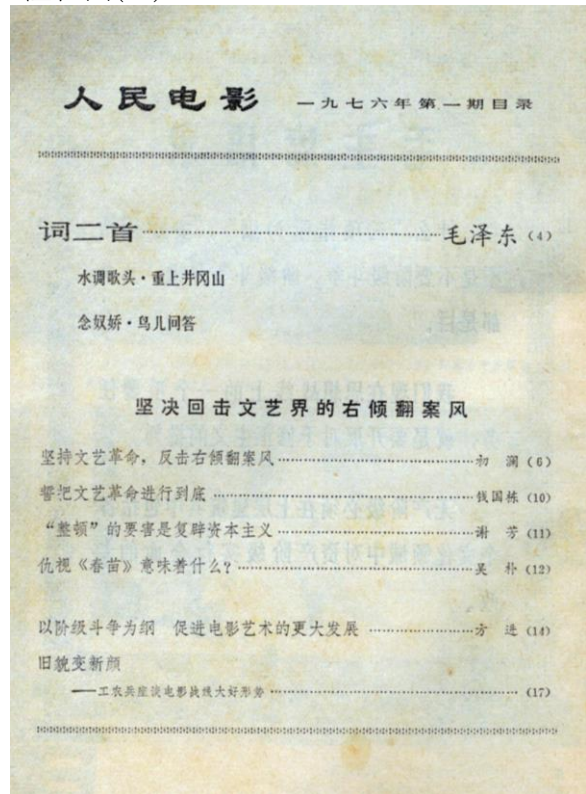 人民电影 一九七六年第一期目录
词二首……毛泽东(4)
水调歌头·重上井冈山
念奴娇·鸟儿问答
坚决回击文艺界的右倾翻案风
坚持文艺革命，反击右倾翻案风……初 澜(6)
誓把文艺革命进行到底……钱国栋(10)
“整顿”的要害是复辟资本主义……谢 芳(11)
仇视《春苗》意味着什么？……吴 朴(12)
以阶级斗争为纲 促进电影艺术的更大发展……方 进(14)
旧貌变新颜
——工农兵座谈电影战线大好形势……(17)